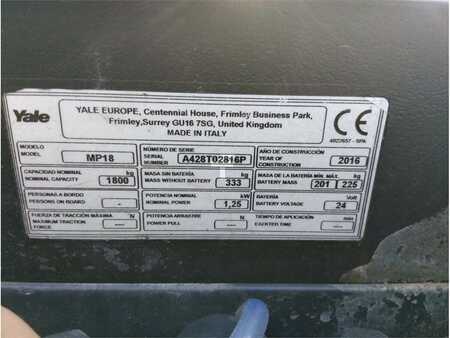 Yale
YALE EUROPE, Centennial House, Frimley Business Park,
Frimley,Surrey GU16 7SG, United Kingdom
MADE IN ITALY
CE
4022657 - SPA
MODELO
MODEL
MP18
NÚMERO DE SERIE
SERIAL
NUMBER
A428T02816P
AÑO DE CONSTRUCCIÓN
YEAR OF
CONSTRUCTION
2016
CAPACIDAD NOMINAL
NOMINAL CAPACITY
kg
1800
MASA SIN BATERÍA
MASS WITHOUT BATTERY
kg
333
MASA DE LA BATERÍA MÍN. MÁX.
BATTERY MASS
kg
201
225
PERSONAS A BORDO
PERSONS ON BOARD
-
POTENCIA NOMINAL
NOMINAL POWER
kW
1,25
BATERÍA
BATTERY VOLTAGE
Volt
24
FUERZA DE TRACCIÓN MÁXIMA
MAXIMUM TRACTION
FORCE
N
----
POTENCIA ARRASTRE
POWER PULL
N
----
TIEMPO DE APLICACIÓN
EXERTED TIME
min
----